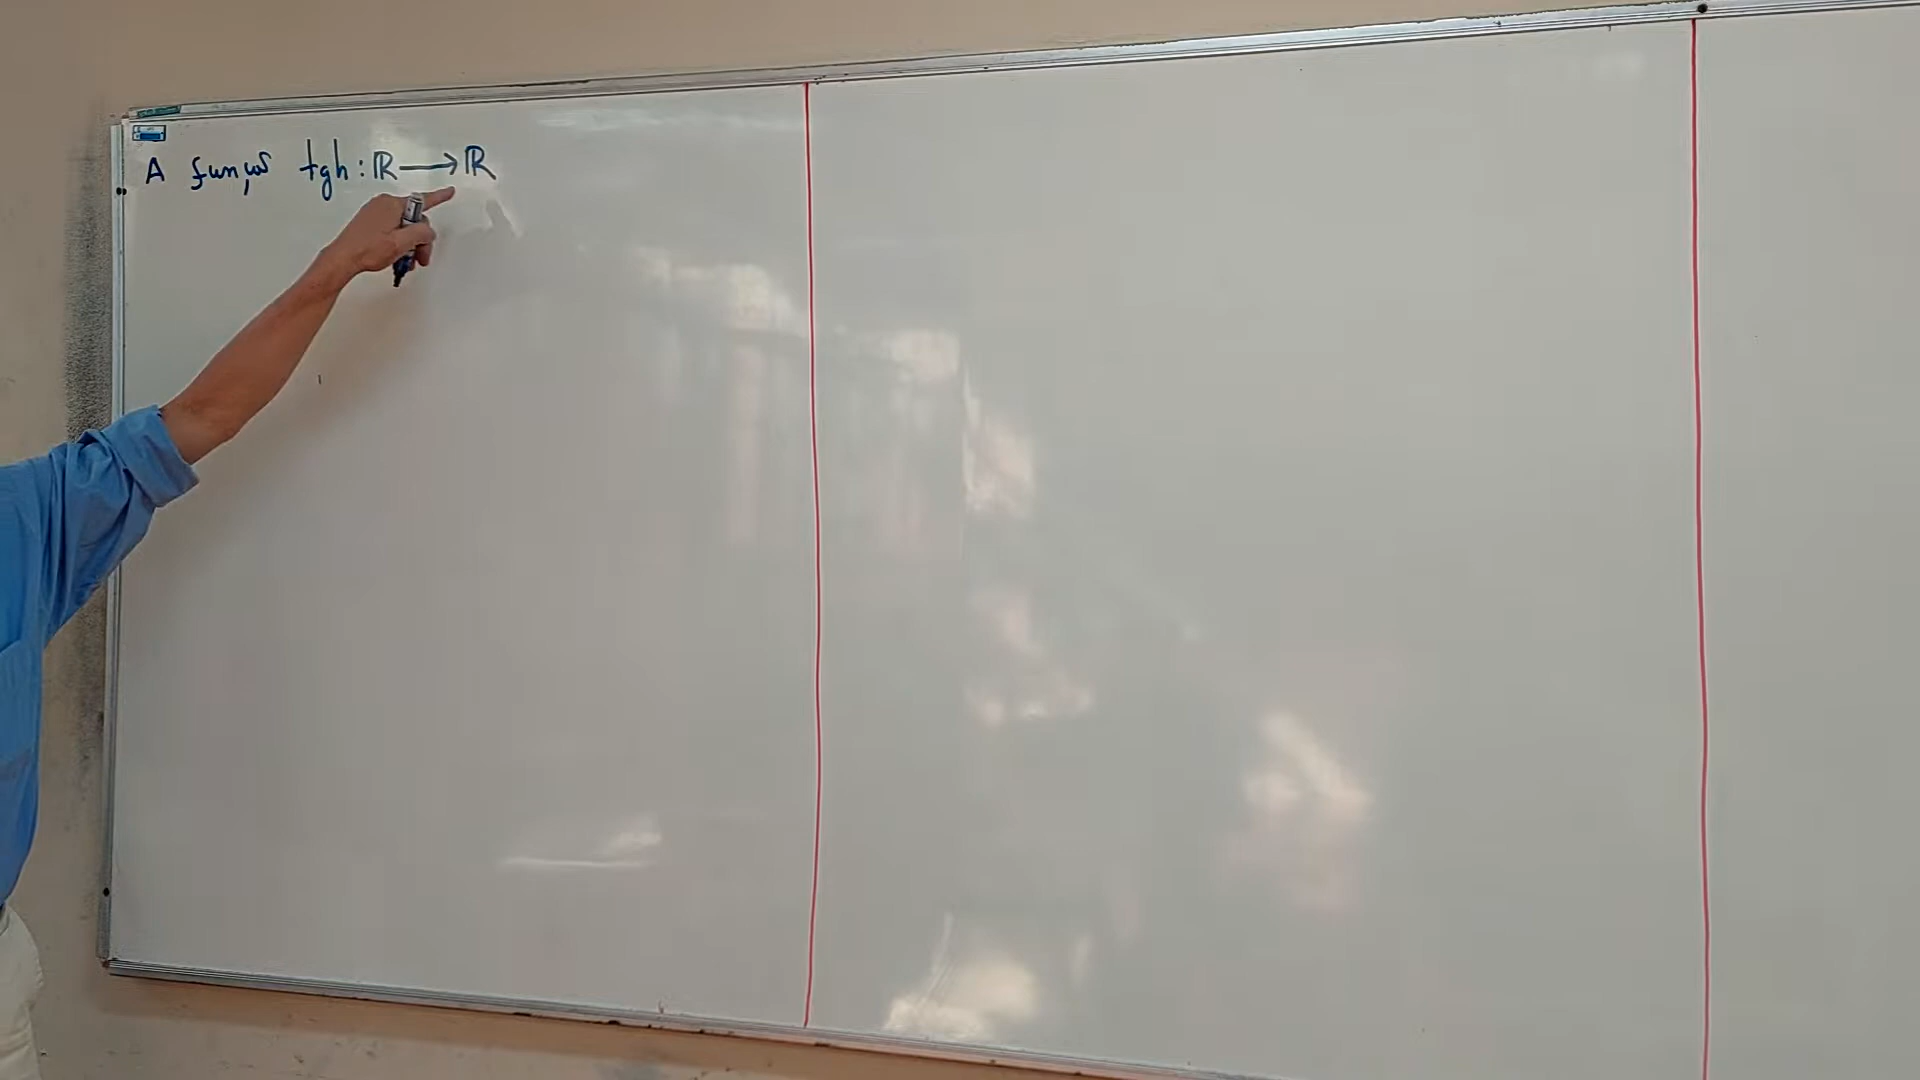 A função tgh: ℝ ⟶ ℝ